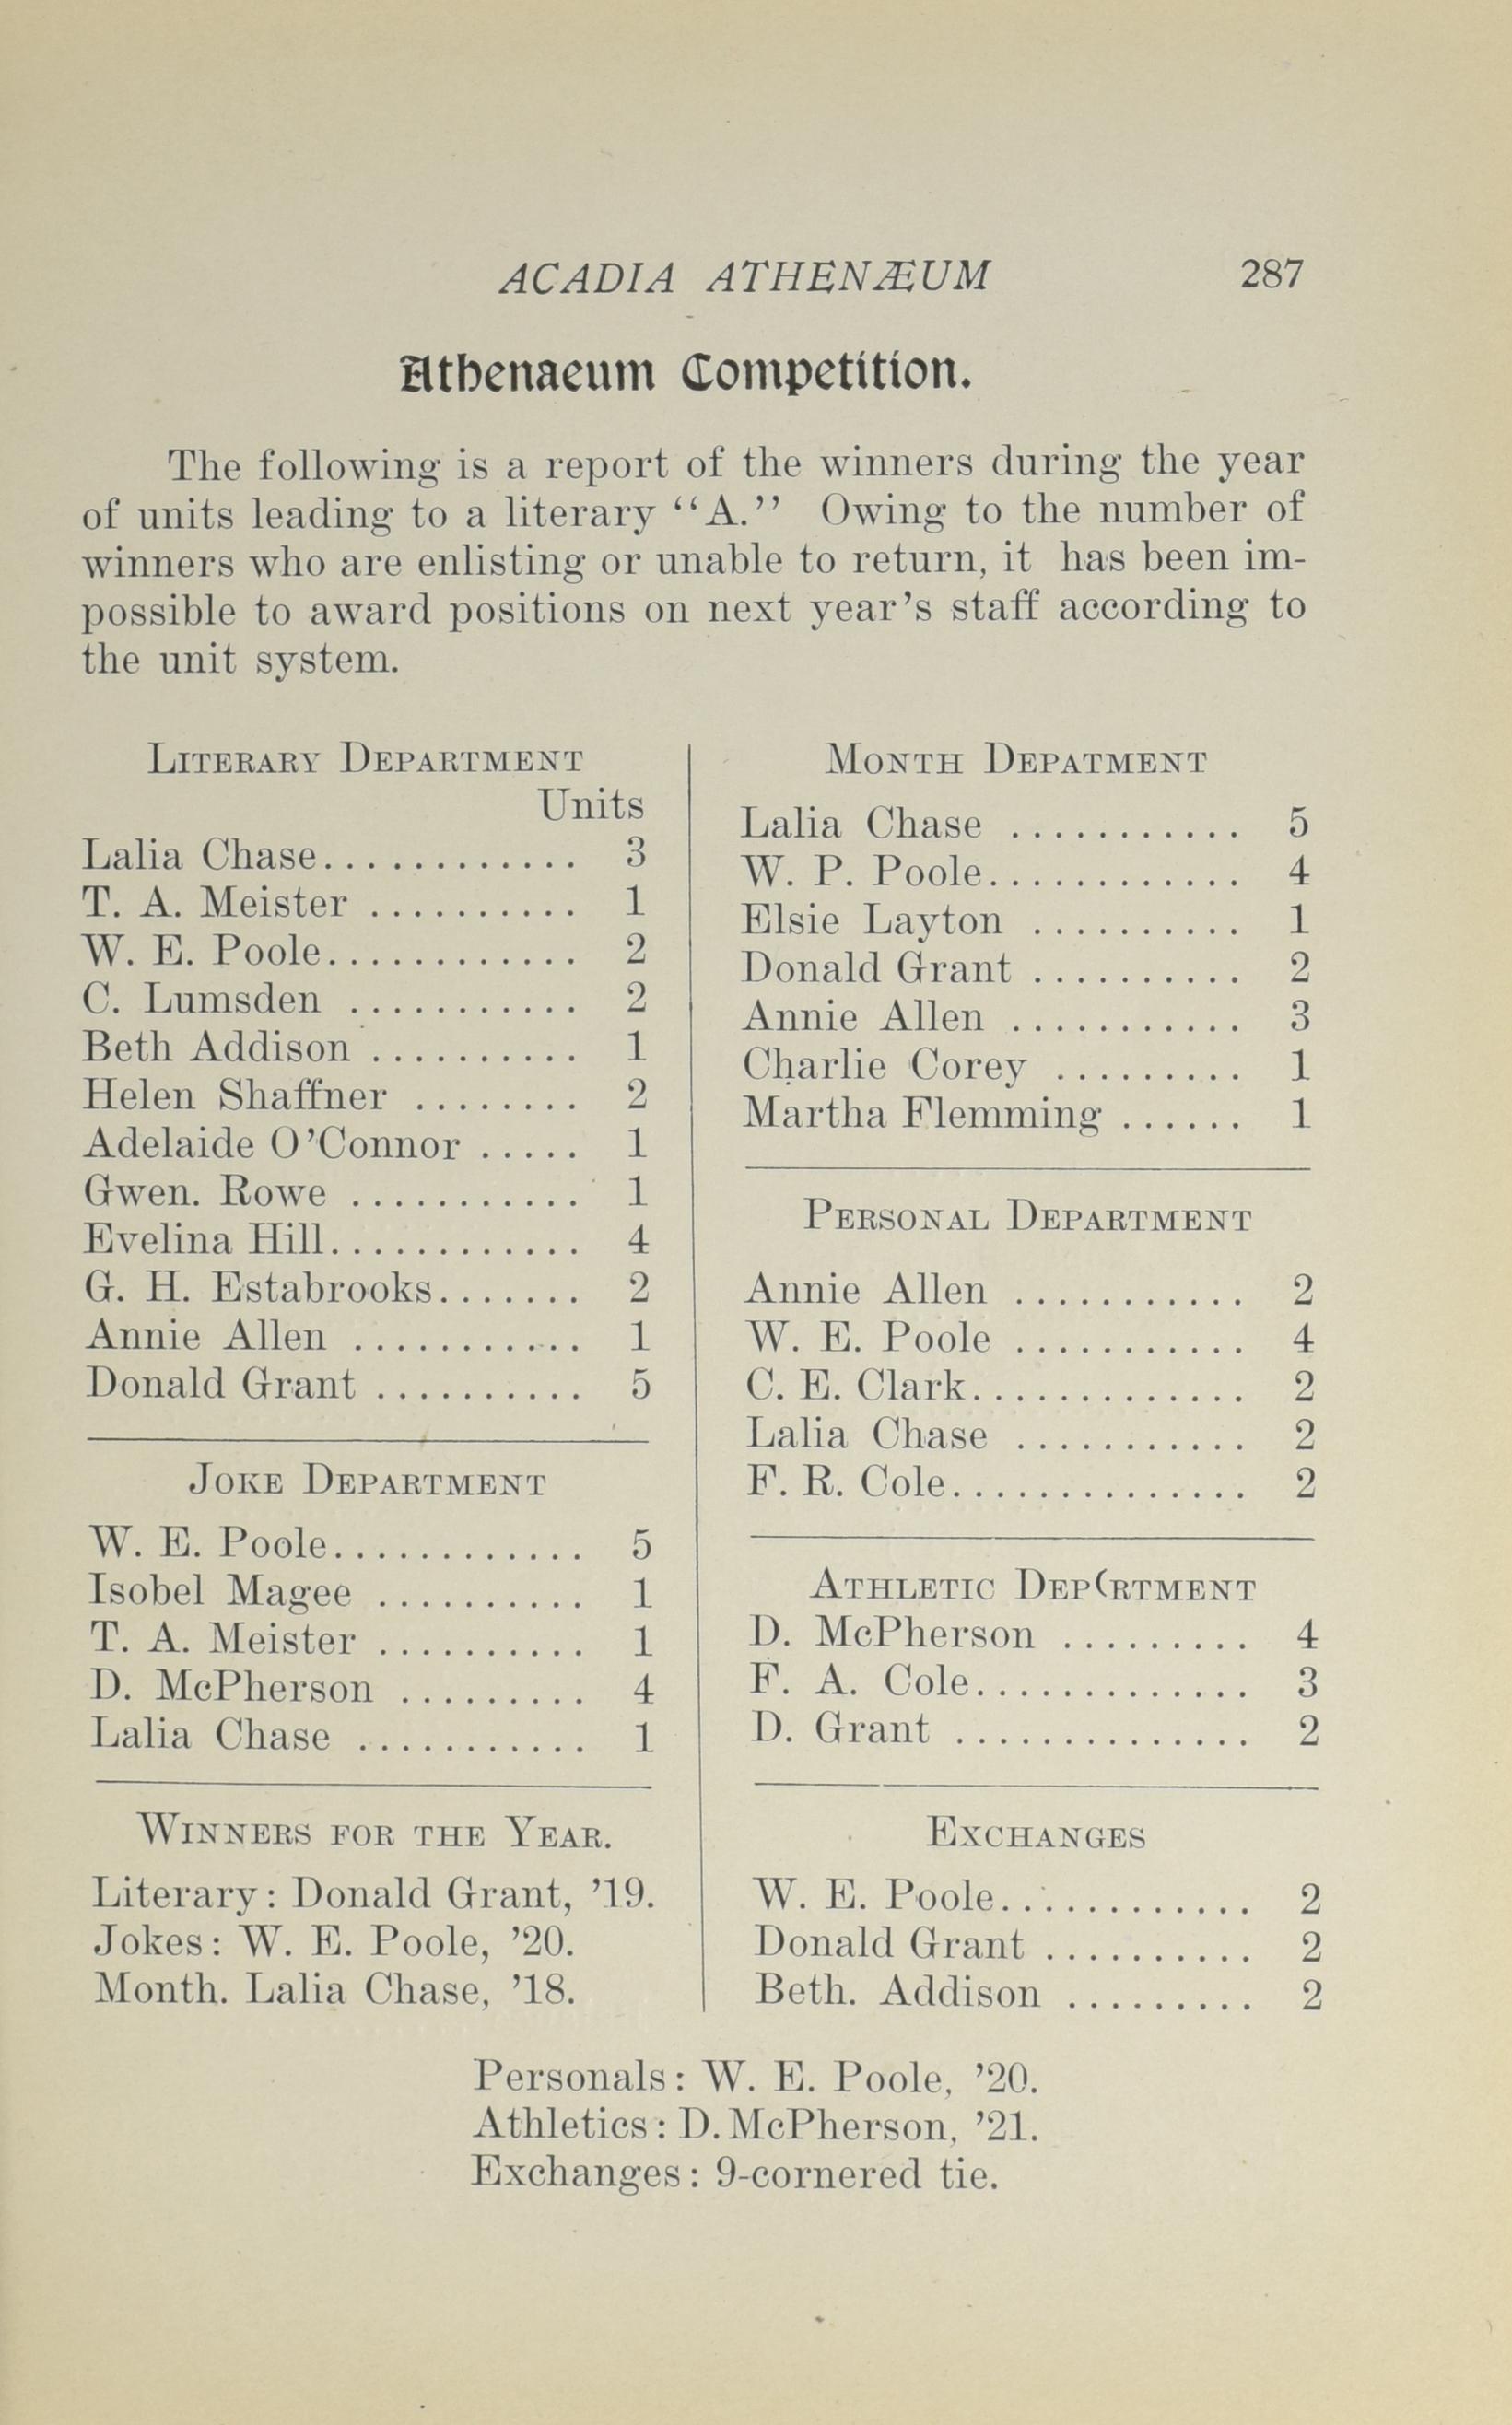 ACADIA ATHENÆUM 287
Athenaeum Competition.
The following is a report of the winners during the year
of units leading to a literary “A.” Owing to the number of
winners who are enlisting or unable to return, it has been im-
possible to award positions on next year’s staff according to
the unit system.
LITERARY DEPARTMENT
Units
Lalia Chase............ 3
T. A. Meister .......... 1
W. E. Poole............ 2
C. Lumsden ........... 2
Beth Addison .......... 1
Helen Shaffner ........ 2
Adelaide O’Connor ..... 1
Gwen. Rowe ........... 1
Evelina Hill............ 4
G. H. Estabrooks....... 2
Annie Allen ........... 1
Donald Grant .......... 5
JOKE DEPARTMENT
W. E. Poole............ 5
Isobel Magee .......... 1
T. A. Meister .......... 1
D. McPherson ......... 4
Lalia Chase ........... 1
WINNERS FOR THE YEAR.
Literary: Donald Grant, ’19.
Jokes: W. E. Poole, ’20.
Month. Lalia Chase, ’18.
MONTH DEPATMENT
Lalia Chase ........... 5
W. P. Poole............ 4
Elsie Layton .......... 1
Donald Grant .......... 2
Annie Allen ........... 3
Charlie Corey ......... 1
Martha Flemming ...... 1
PERSONAL DEPARTMENT
Annie Allen ........... 2
W. E. Poole ........... 4
C. E. Clark............. 2
Lalia Chase ........... 2
F. R. Cole.............. 2
ATHLETIC DEP(RTMENT
D. McPherson ......... 4
F. A. Cole............. 3
D. Grant .............. 2
EXCHANGES
W. E. Poole............ 2
Donald Grant .......... 2
Beth. Addison ......... 2
Personals: W. E. Poole, ’20.
Athletics: D. McPherson, ’21.
Exchanges: 9-cornered tie.